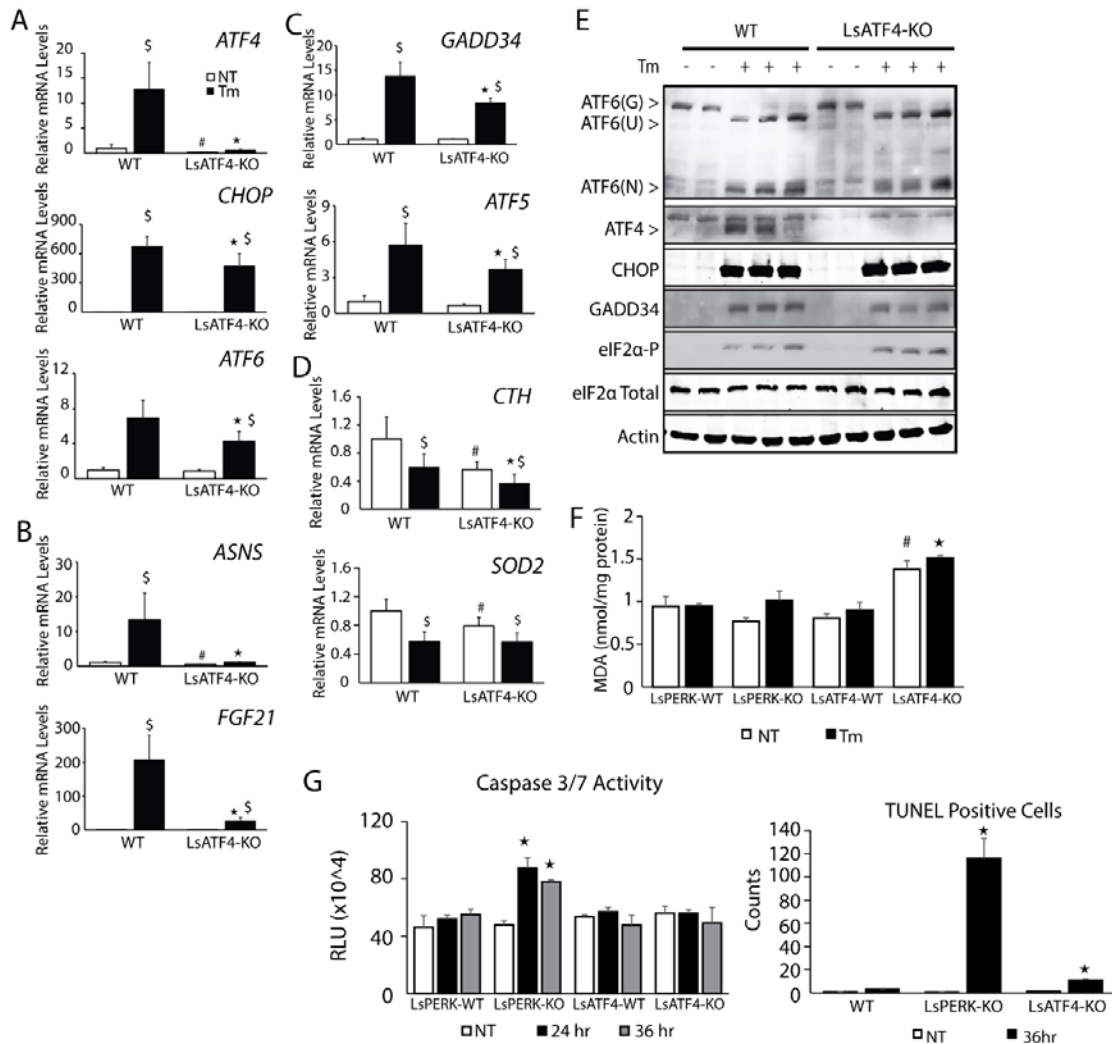 A
ATF4
Relative mRNA Levels
20
15
10
5
0
NT
Tm
$
#
★
WT
LsATF4-KO
CHOP
Relative mRNA Levels
900
600
300
0
$
★ $
WT
LsATF4-KO
ATF6
Relative mRNA Levels
12
8
4
0
★ $
WT
LsATF4-KO
B
ASNS
Relative mRNA Levels
30
20
10
0
$
#
★
WT
LsATF4-KO
FGF21
Relative mRNA Levels
300
200
100
0
$
★ $
WT
LsATF4-KO
C
GADD34
Relative mRNA Levels
20
15
10
5
0
$
★ $
WT
LsATF4-KO
ATF5
Relative mRNA Levels
9
6
3
0
$
★ $
WT
LsATF4-KO
D
CTH
Relative mRNA Levels
1.6
1.2
0.8
0.4
0
$
#
★ $
WT
LsATF4-KO
SOD2
Relative mRNA Levels
1.6
1.2
0.8
0.4
0
$
#
$
WT
LsATF4-KO
E
WT LsATF4-KO
Tm - - + + + - - + + +
ATF6(G) >
ATF6(U) >
ATF6(N) >
ATF4 >
CHOP
GADD34
eIF2α-P
eIF2α Total
Actin
F
MDA (nmol/mg protein)
2
1.5
1
0.5
0
# ★
LsPERK-WT LsPERK-KO LsATF4-WT LsATF4-KO
NT Tm
G
Caspase 3/7 Activity
RLU (x10^4)
120
80
40
0
★ ★
LsPERK-WT LsPERK-KO LsATF4-WT LsATF4-KO
NT 24 hr 36 hr
TUNEL Positive Cells
Counts
140
120
100
80
60
40
20
0
★
★
WT LsPERK-KO LsATF4-KO
NT 36hr